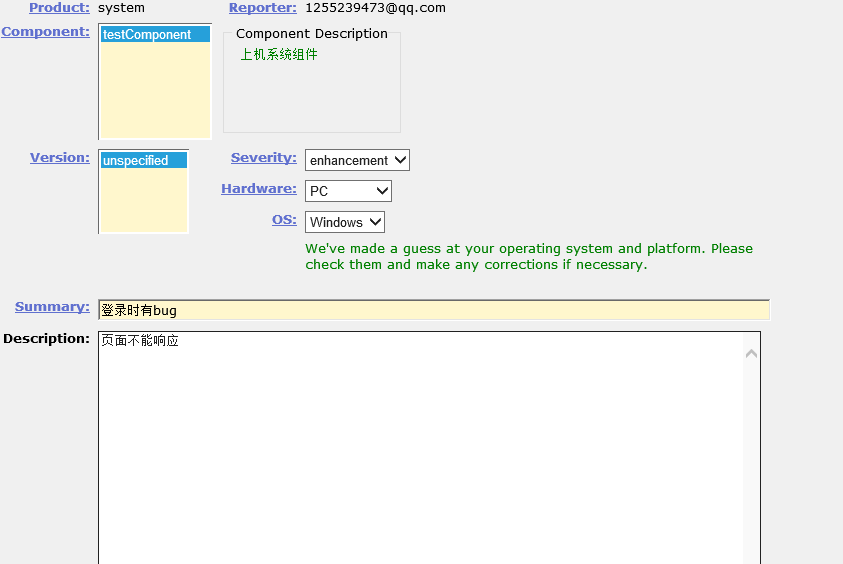 Product: system Reporter: 1255239473@qq.com
Component: testComponent Component Description
上机系统组件
Version: unspecified Severity: enhancement
Hardware: PC
OS: Windows
We've made a guess at your operating system and platform. Please
check them and make any corrections if necessary.
Summary: 登录时有bug
Description: 页面不能响应